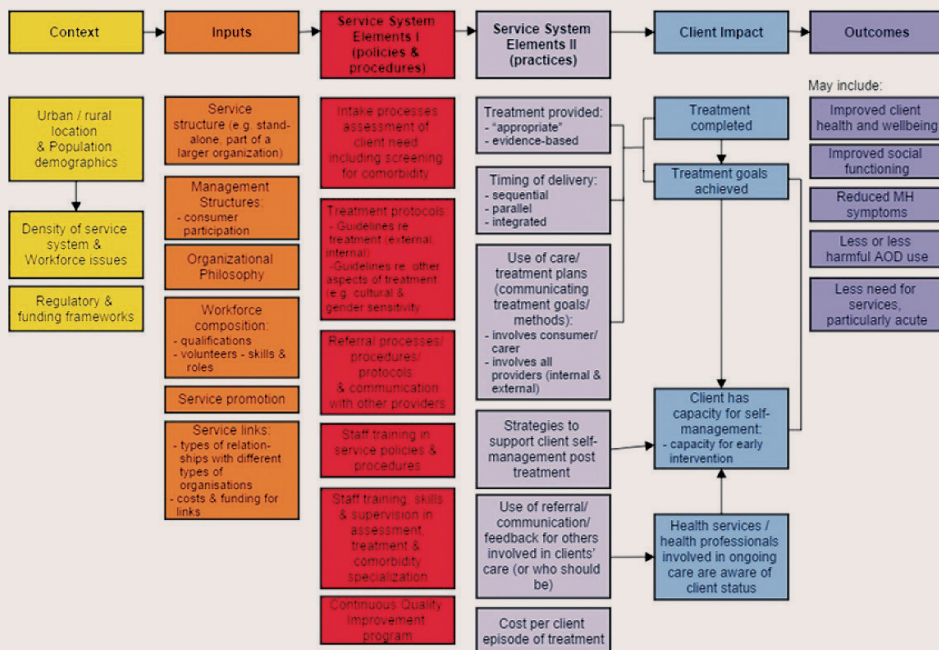 Context
Inputs
Service System
Elements I
(policies &
procedures)
Service System
Elements II
(practices)
Client Impact
Outcomes
Urban / rural
location
& Population
demographics
Density of service
system &
Workforce issues
Regulatory &
funding frameworks
Service
structure (e.g. stand-
alone, part of a
larger organization)
Management
Structures:
- consumer
participation
Organizational
Philosophy
Workforce
composition:
- qualifications
- volunteers - skills &
roles
Service promotion
Service links:
- types of relation-
ships with different
types of
organisations
- costs & funding for
links
Intake processes
assessment of
client need
including screening
for comorbidity
Treatment protocols
- Guidelines re
treatment (external,
internal)
-Guidelines re. other
aspects of treatment
(e.g. cultural &
gender sensitivity
Referral processes/
procedures/
protocols
& communication
with other providers
Staff training in
service policies &
procedures
Staff training, skills
& supervision in
assessment,
treatment &
comorbidity
specialization
Continuous Quality
Improvement
program
Treatment provided:
- "appropriate"
- evidence-based
Timing of delivery:
- sequential
- parallel
- integrated
Use of care/
treatment plans
(communicating
treatment goals/
methods):
- involves consumer/
carer
- involves all
providers (internal &
external)
Strategies to
support client self-
management post
treatment
Use of referral/
communication/
feedback for others
involved in clients'
care (or who should
be)
Cost per client
episode of treatment
Treatment
completed
Treatment goals
achieved
Client has
capacity for self-
management:
- capacity for early
intervention
Health services /
health professionals
involved in ongoing
care are aware of
client status
May include:
Improved client
health and wellbeing
Improved social
functioning
Reduced MH
symptoms
Less or less
harmful AOD use
Less need for
services,
particularly acute